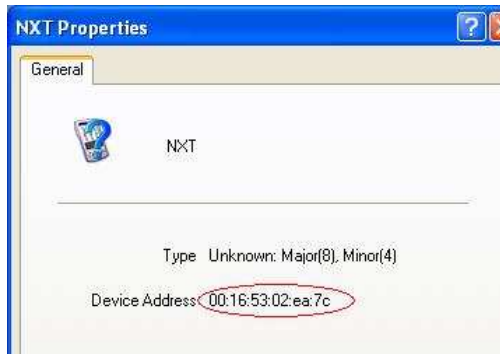 NXT Properties
General
NXT
Type Unknown: Major(8), Minor(4)
Device Address 00:16:53:02:ea:7c